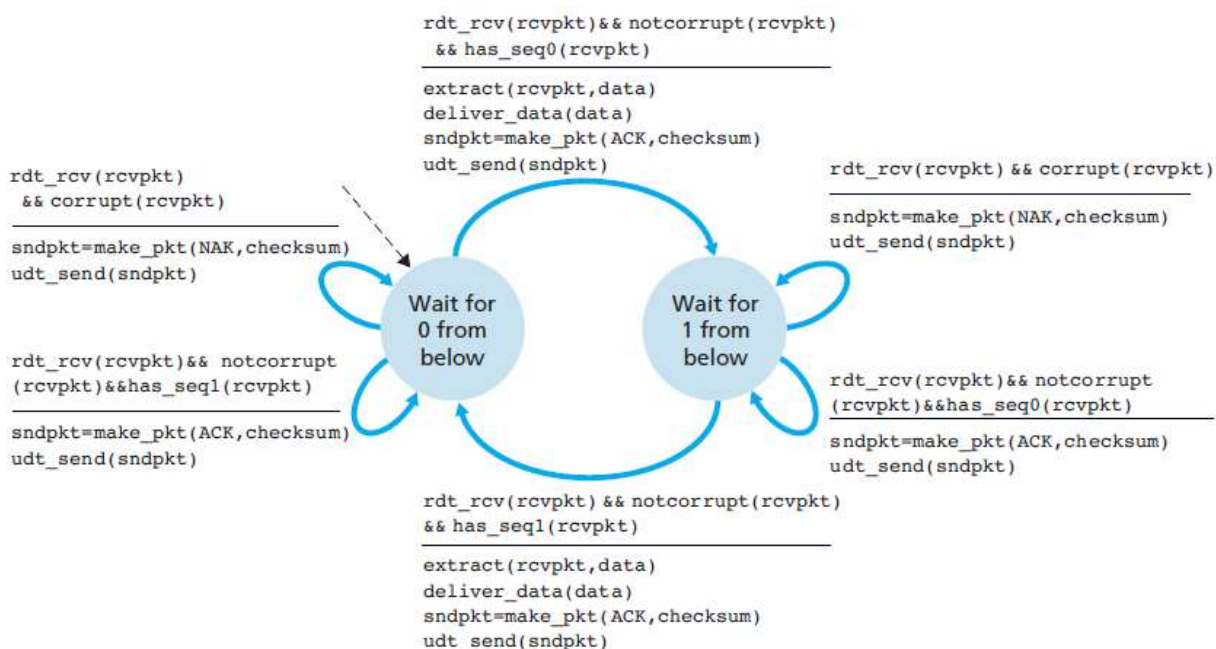 rdt_rcv(rcvpkt)&& notcorrupt(rcvpkt)
&& has_seq0(rcvpkt)
extract(rcvpkt,data)
deliver_data(data)
sndpkt=make_pkt(ACK,checksum)
udt_send(sndpkt)
rdt_rcv(rcvpkt)
&& corrupt(rcvpkt)
sndpkt=make_pkt(NAK,checksum)
udt_send(sndpkt)
rdt_rcv(rcvpkt) && corrupt(rcvpkt)
sndpkt=make_pkt(NAK,checksum)
udt_send(sndpkt)
Wait for
0 from
below
Wait for
1 from
below
rdt_rcv(rcvpkt)&& notcorrupt
(rcvpkt)&&has_seq1(rcvpkt)
sndpkt=make_pkt(ACK,checksum)
udt_send(sndpkt)
rdt_rcv(rcvpkt)&& notcorrupt
(rcvpkt)&&has_seq0(rcvpkt)
sndpkt=make_pkt(ACK,checksum)
udt_send(sndpkt)
rdt_rcv(rcvpkt) && notcorrupt(rcvpkt)
&& has_seq1(rcvpkt)
extract(rcvpkt,data)
deliver_data(data)
sndpkt=make_pkt(ACK,checksum)
udt_send(sndpkt)